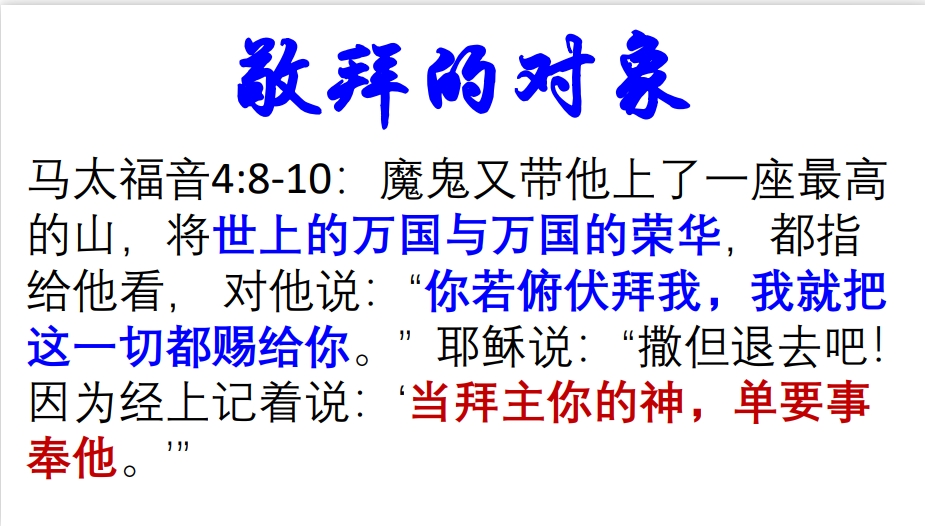 敬拜的对象
马太福音4:8-10：魔鬼又带他上了一座最高
的山，将世上的万国与万国的荣华，都指
给他看， 对他说：“你若俯伏拜我，我就把
这一切都赐给你。” 耶稣说：“撒但退去吧！
因为经上记着说：‘当拜主你的神，单要事
奉他。’”